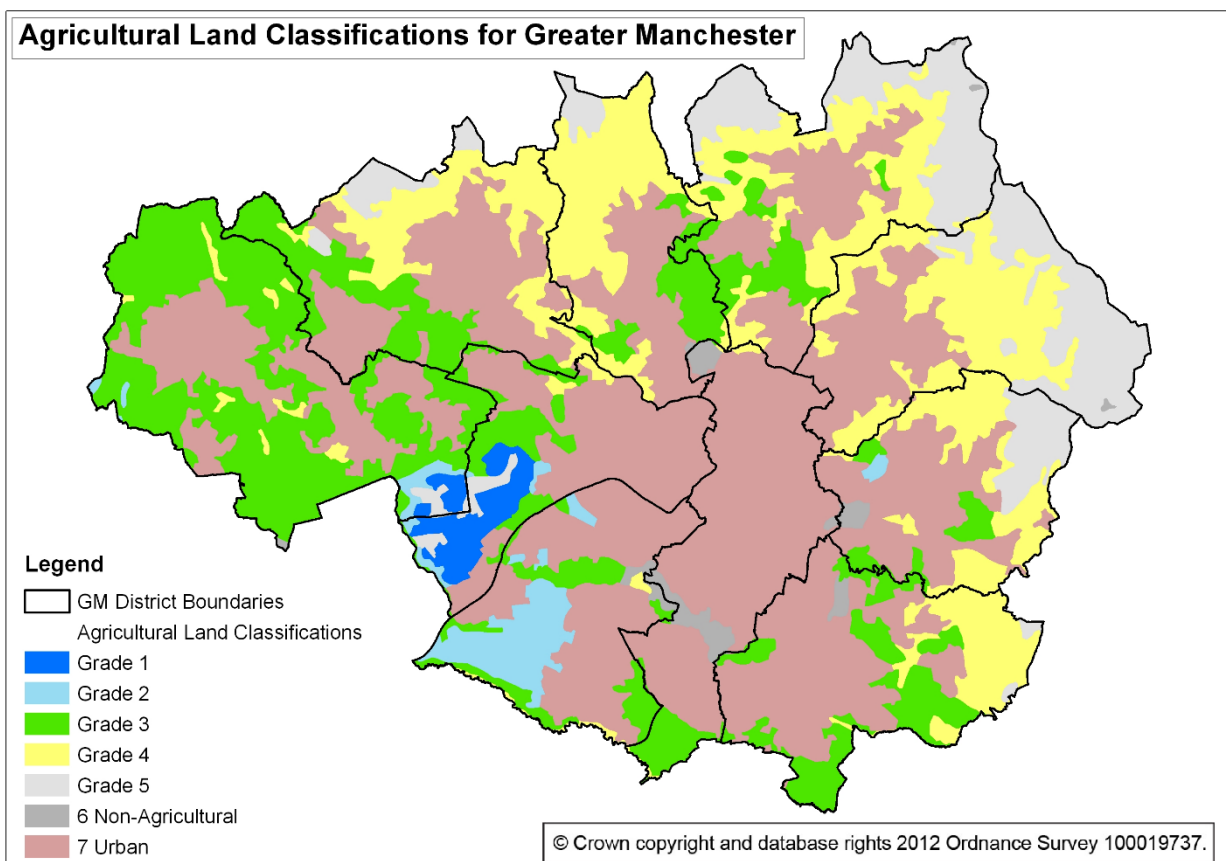 Agricultural Land Classifications for Greater Manchester
Legend
GM District Boundaries
Agricultural Land Classifications
Grade 1
Grade 2
Grade 3
Grade 4
Grade 5
6 Non-Agricultural
7 Urban
© Crown copyright and database rights 2012 Ordnance Survey 100019737.